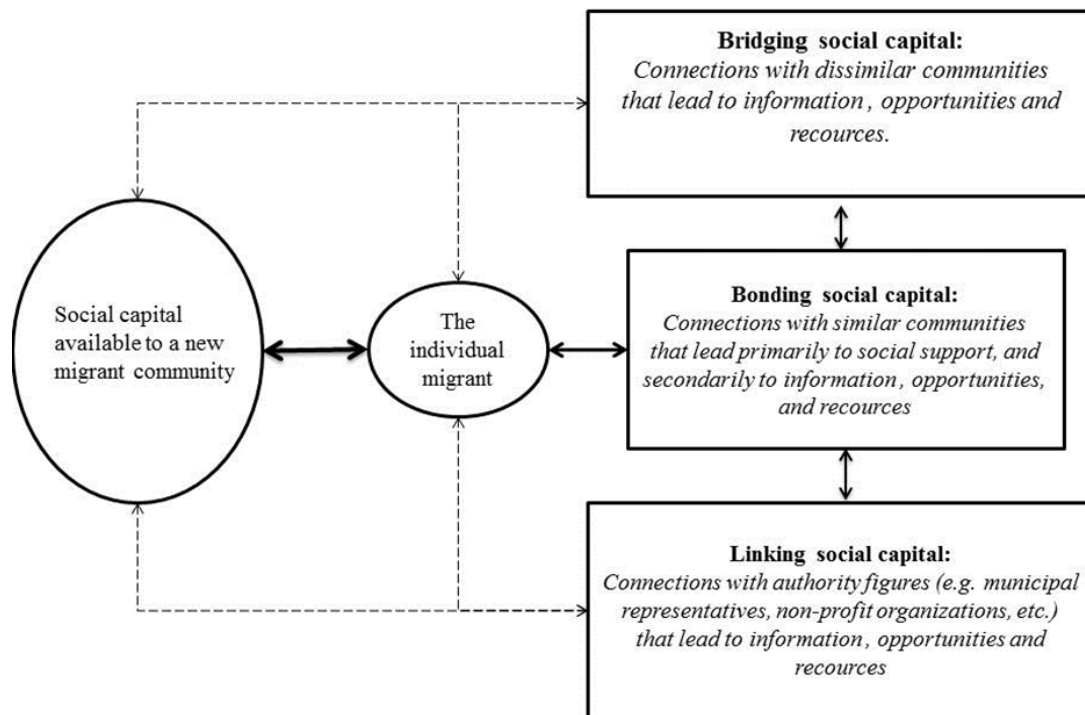 Bridging social capital:
Connections with dissimilar communities
that lead to information , opportunities and
recources.
Social capital
available to a new
migrant community
The
individual
migrant
Bonding social capital:
Connections with similar communities
that lead primarily to social support, and
secondarily to information , opportunities,
and recources
Linking social capital:
Connections with authority figures (e.g. municipal
representatives, non-profit organizations, etc.)
that lead to information , opportunities and
recources